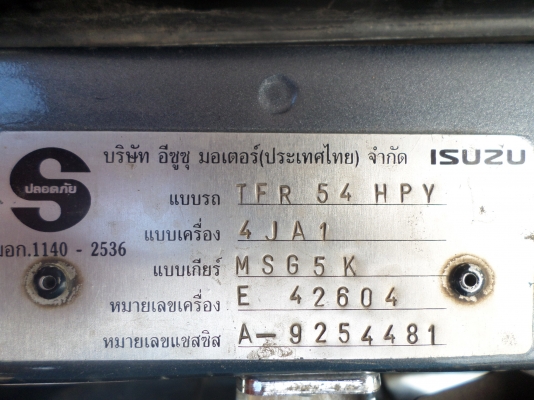 บริษัท อีซูซุ มอเตอร์(ประเทศไทย) จำกัด ISUZU
S
ปลอดภัย
แบบรถ TFR 54 HPY
แบบเครื่อง 4JA1
มอก.1140 - 2536
แบบเกียร์ MSG5K
หมายเลขเครื่อง E 42604
หมายเลขแชสซิส A-9254481